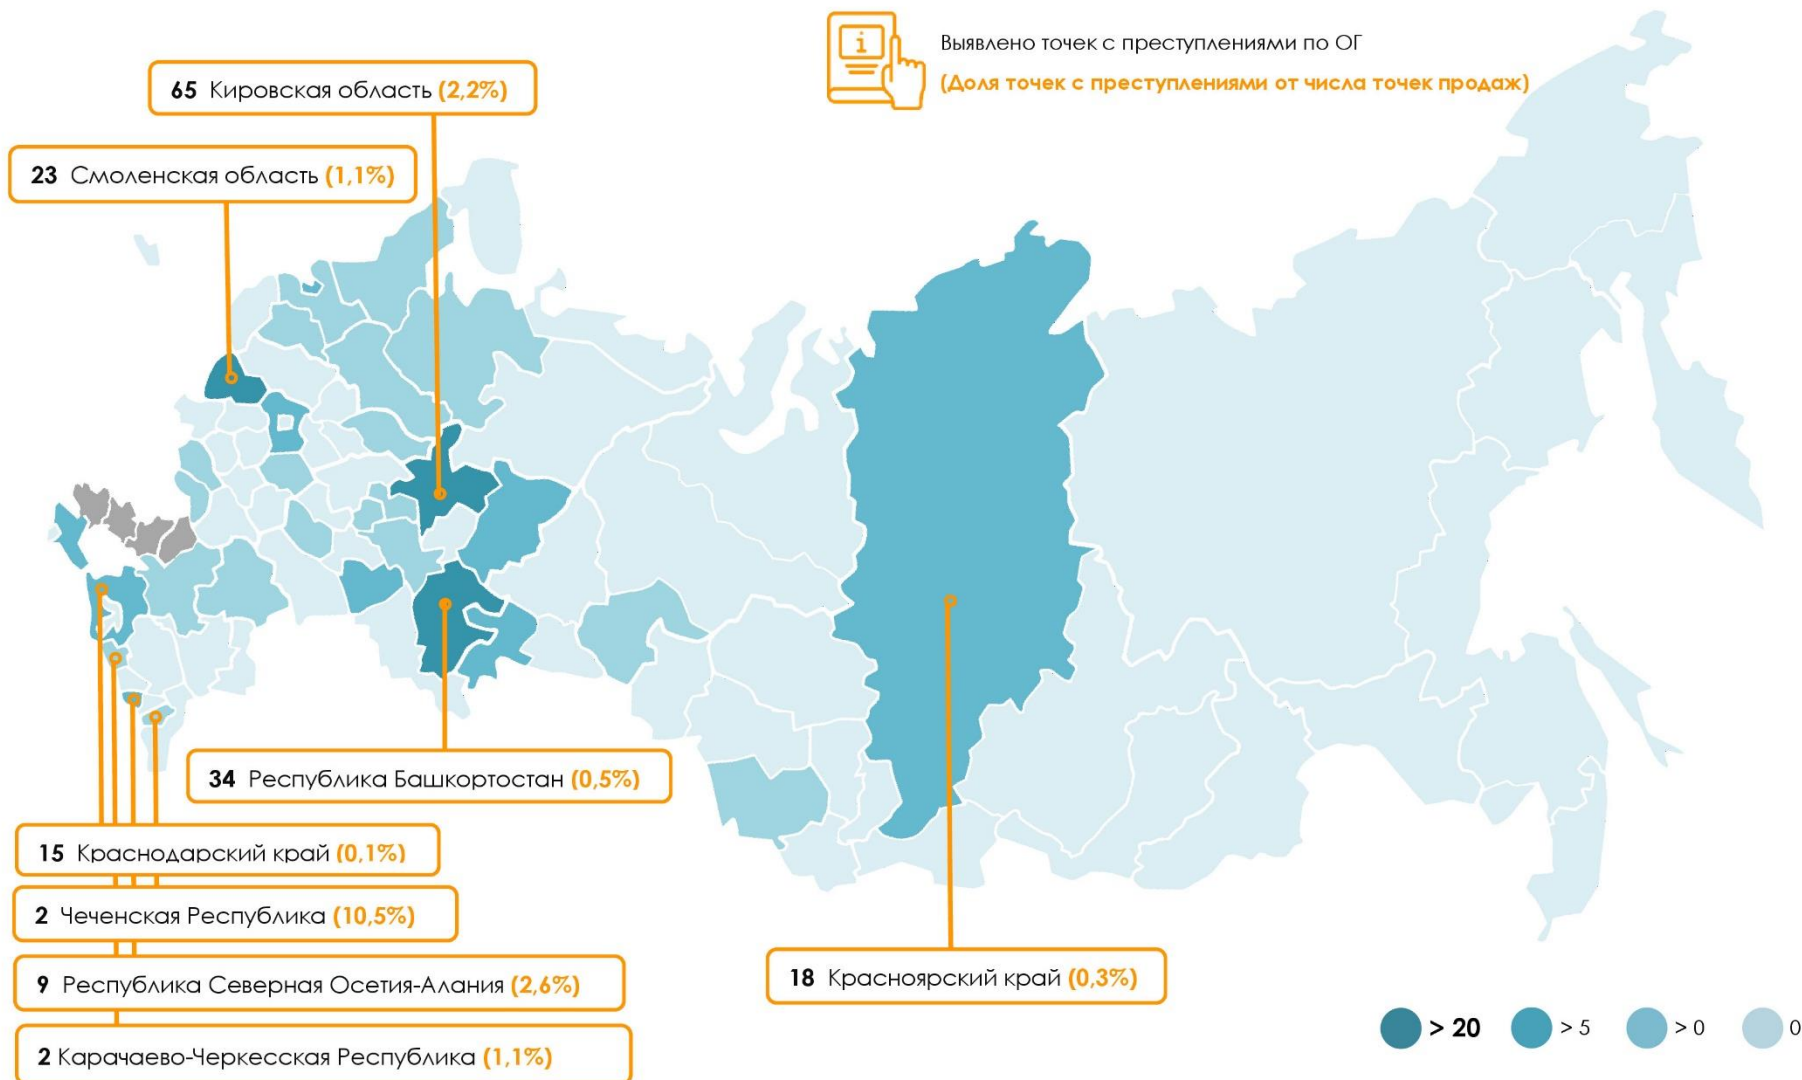 Выявлено точек с преступлениями по ОГ
(Доля точек с преступлениями от числа точек продаж)
65 Кировская область (2,2%)
23 Смоленская область (1,1%)
34 Республика Башкортостан (0,5%)
15 Краснодарский край (0,1%)
2 Чеченская Республика (10,5%)
9 Республика Северная Осетия-Алания (2,6%)
2 Карачаево-Черкесская Республика (1,1%)
18 Красноярский край (0,3%)
> 20 > 5 > 0 0